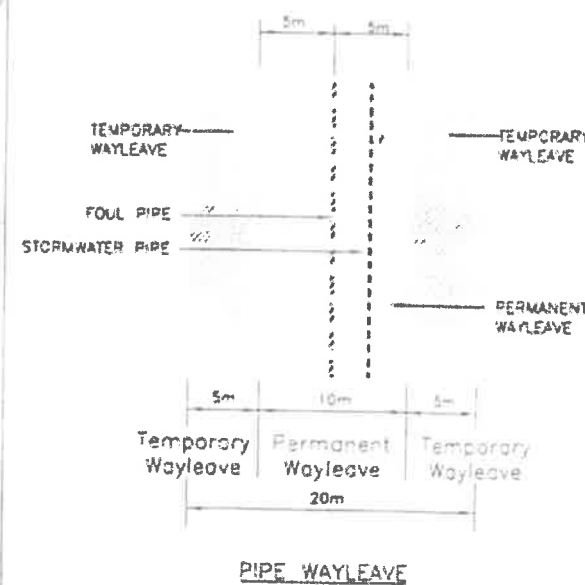 5m 5m
TEMPORARY
WAYLEAVE
TEMPORARY
WAYLEAVE
FOUL PIPE
STORMWATER PIPE
PERMANENT
WAYLEAVE
5m 10m 5m
Temporary
Wayleave
Permanent
Wayleave
Temporary
Wayleave
20m
PIPE WAYLEAVE